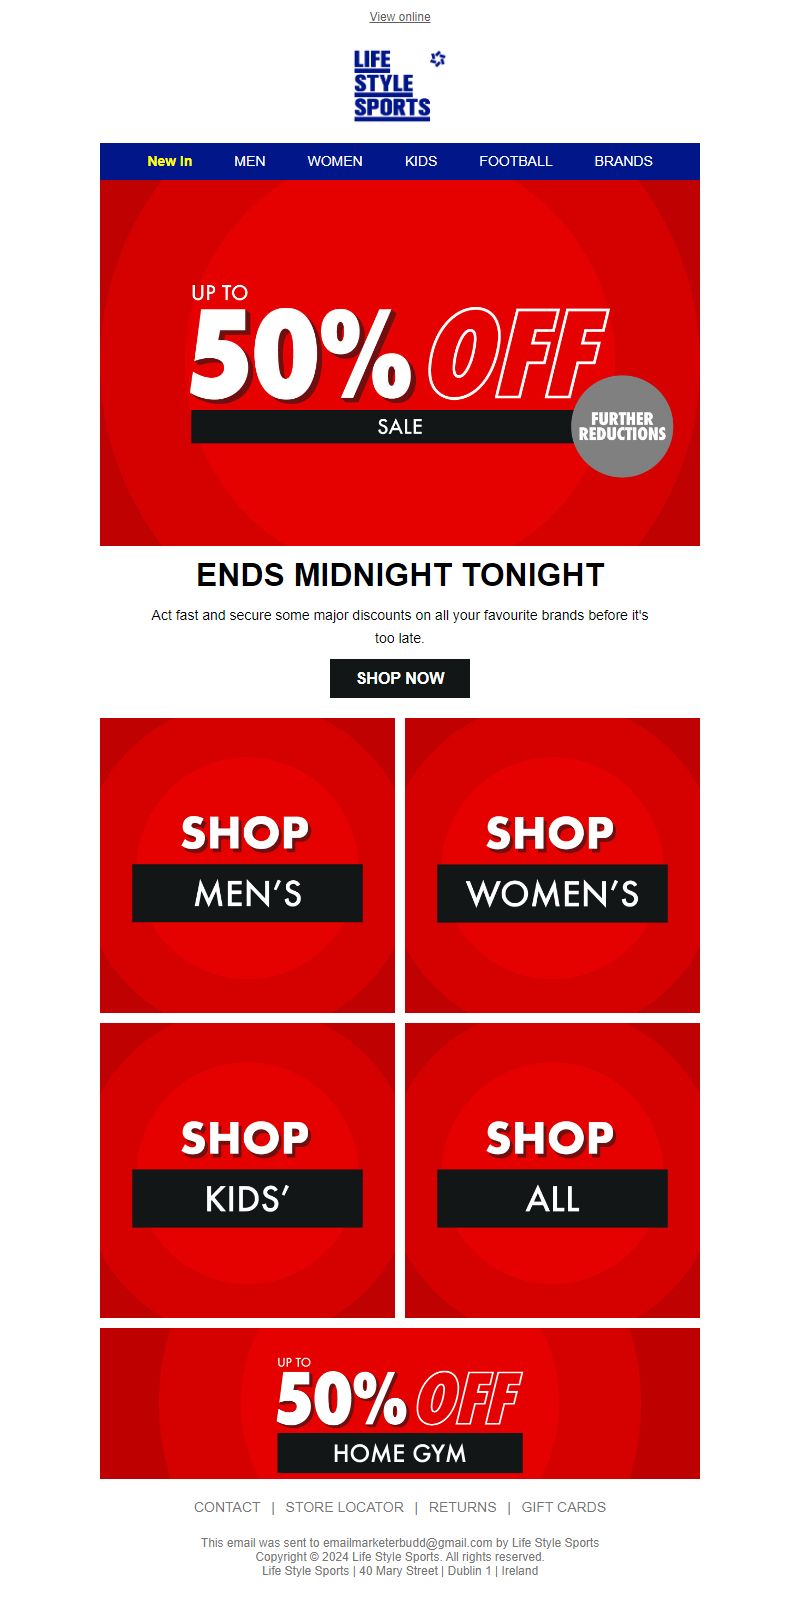 View online
LIFE
STYLE
SPORTS
New In MEN WOMEN KIDS FOOTBALL BRANDS
UP TO
50% OFF
SALE
FURTHER
REDUCTIONS
ENDS MIDNIGHT TONIGHT
Act fast and secure some major discounts on all your favourite brands before it's
too late.
SHOP NOW
SHOP
MEN'S
SHOP
WOMEN'S
SHOP
KIDS'
SHOP
ALL
UP TO
50% OFF
HOME GYM
CONTACT | STORE LOCATOR | RETURNS | GIFT CARDS
This email was sent to emailmarketerbudd@gmail.com by Life Style Sports
Copyright © 2024 Life Style Sports. All rights reserved.
Life Style Sports | 40 Mary Street | Dublin 1 | Ireland